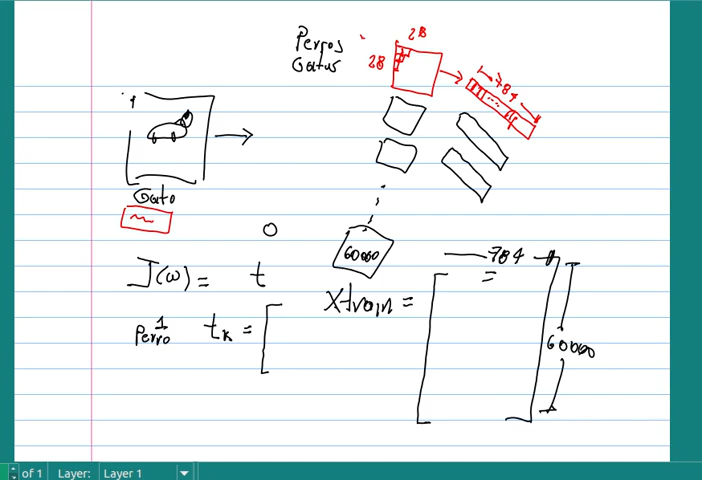 Perros
Gatos
28
28
784
Gato
60000
O
J(ω) = t
784
Xtrain =
=
60000
1
Perro
tk =
of 1 Layer: Layer 1